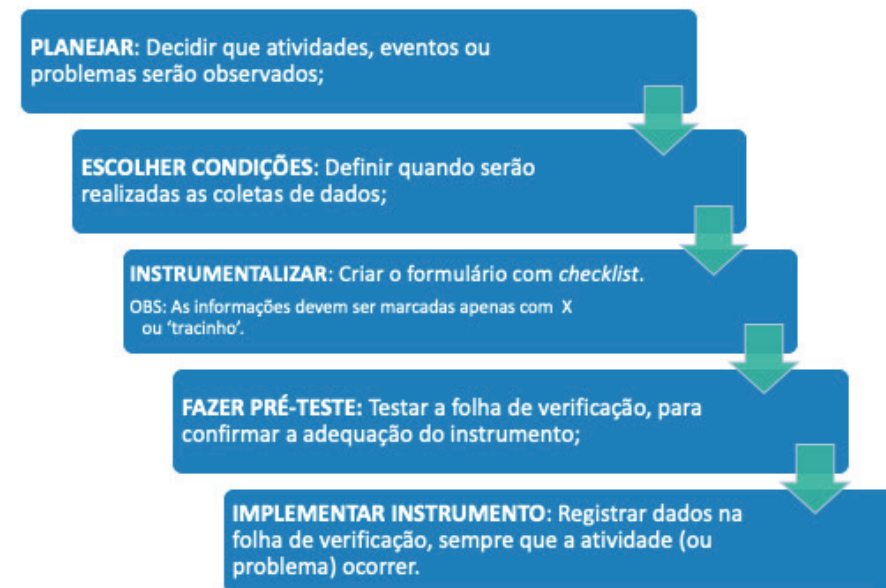 PLANEJAR: Decidir que atividades, eventos ou
problemas serão observados;
ESCOLHER CONDIÇÕES: Definir quando serão
realizadas as coletas de dados;
INSTRUMENTALIZAR: Criar o formulário com checklist.
OBS: As informações devem ser marcadas apenas com X
ou ‘tracinho’.
FAZER PRÉ-TESTE: Testar a folha de verificação, para
confirmar a adequação do instrumento;
IMPLEMENTAR INSTRUMENTO: Registrar dados na
folha de verificação, sempre que a atividade (ou
problema) ocorrer.